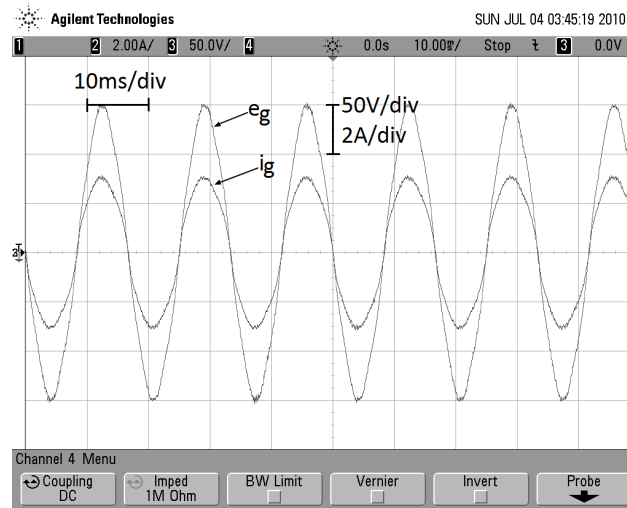 Agilent Technologies
SUN JUL 04 03:45:19 2010
1 2 2.00A/ 3 50.0V/ 4 0.0s 10.00㎳/ Stop 3 0.0V
10ms/div
50V/div
eg
2A/div
ig
Channel 4 Menu
Coupling Imped BW Limit Vernier Invert Probe
DC 1M Ohm